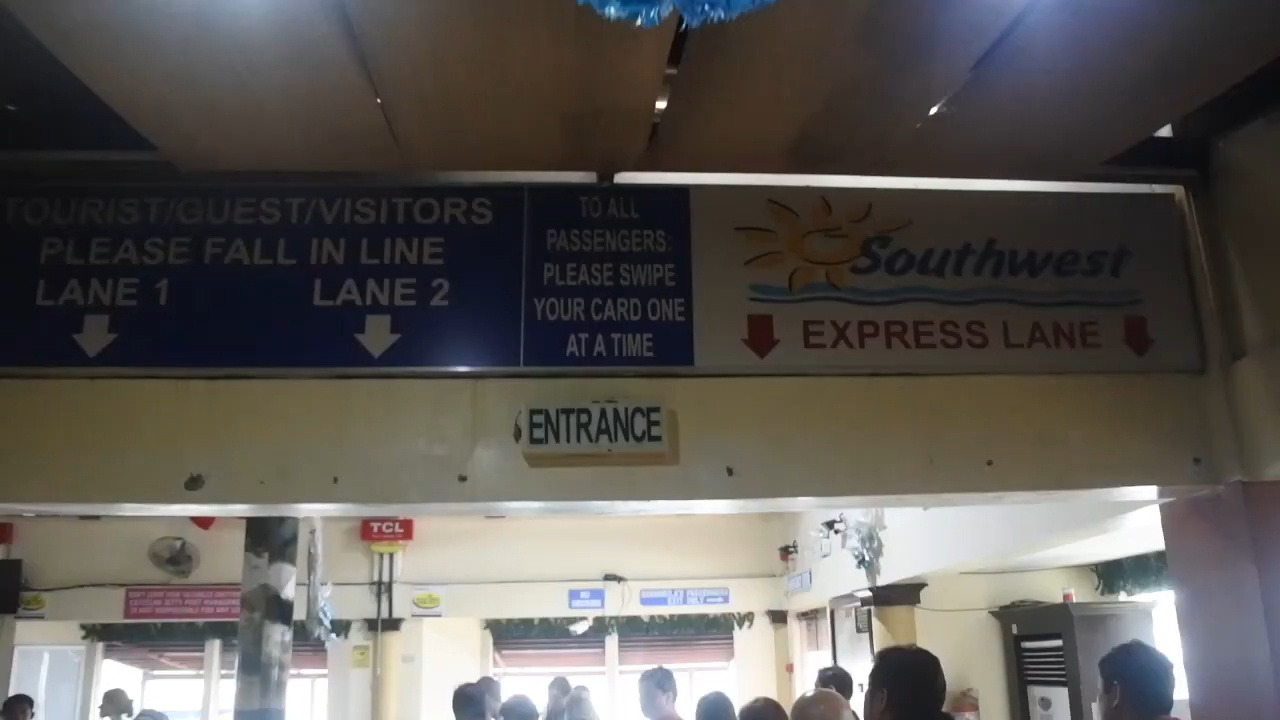 TOURIST/GUEST/VISITORS
PLEASE FALL IN LINE
LANE 1 LANE 2
TO ALL
PASSENGERS:
PLEASE SWIPE
YOUR CARD ONE
AT A TIME
Southwest
EXPRESS LANE
ENTRANCE
TCL